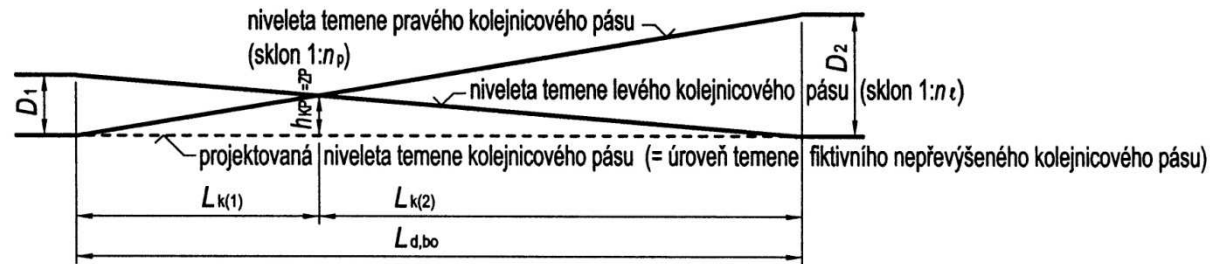 niveleta temene pravého kolejnicového pásu
(sklon 1:np)
D1
hKP=ZP
D2
niveleta temene levého kolejnicového pásu (sklon 1:nℓ)
projektovaná niveleta temene kolejnicového pásu (= úroveň temene fiktivního nepřevýšeného kolejnicového pásu)
Lk(1)
Lk(2)
Ld,bo